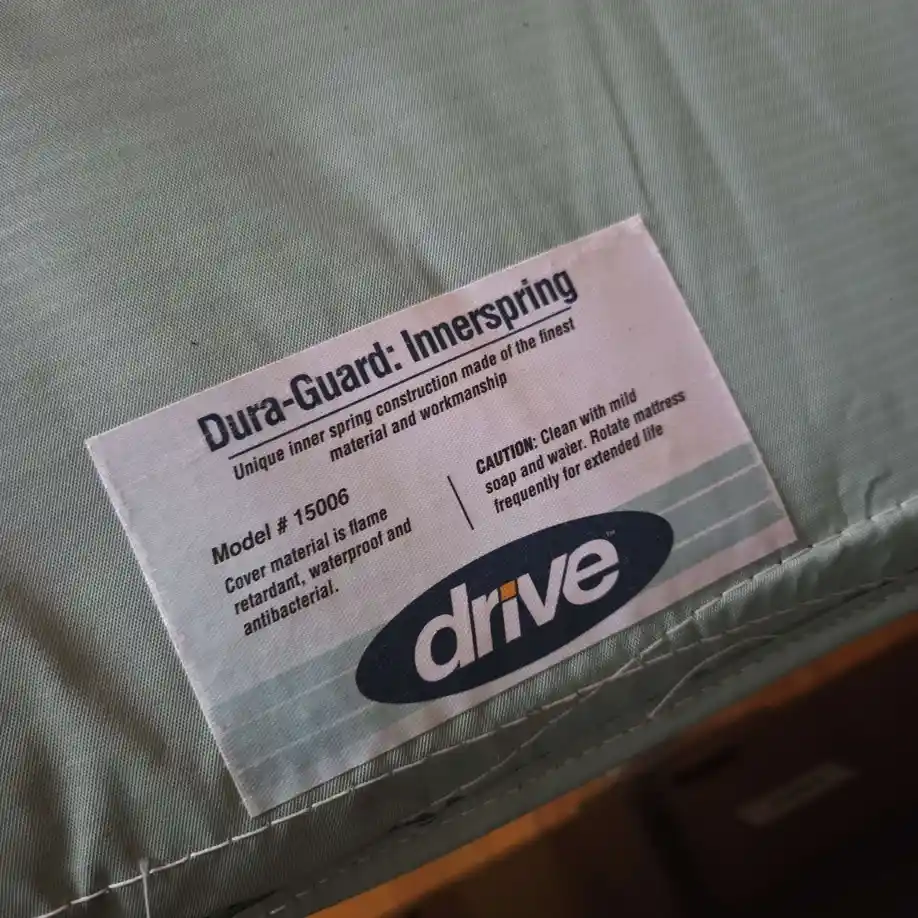 Dura-Guard: Innerspring
Unique inner spring construction made of the finest
material and workmanship
Model # 15006
Cover material is flame
retardant, waterproof and
antibacterial.
CAUTION: Clean with mild
soap and water. Rotate mattress
frequently for extended life
drive™